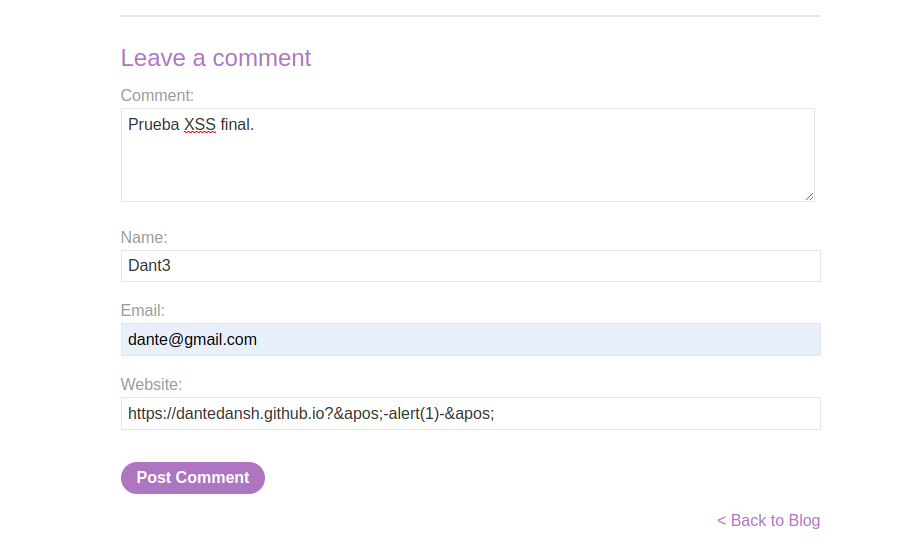 Leave a comment
Comment:
Prueba XSS final.
Name:
Dant3
Email:
dante@gmail.com
Website:
https://dantedansh.github.io?&apos;-alert(1)-&apos;
Post Comment
< Back to Blog